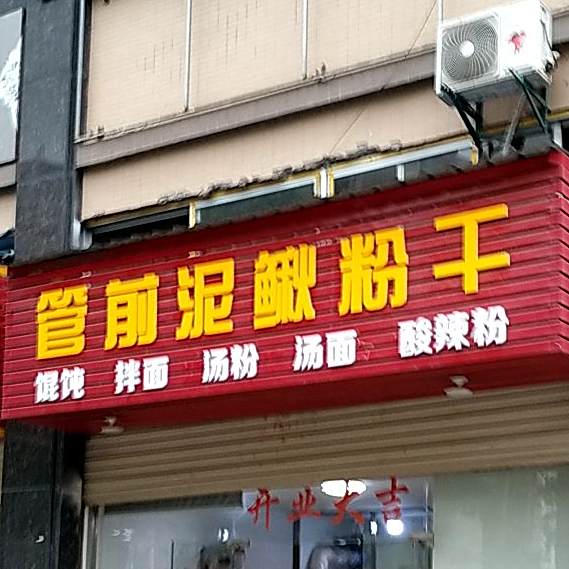 管前泥鳅粉干
馄饨 拌面 汤粉 汤面 酸辣粉
开业大吉